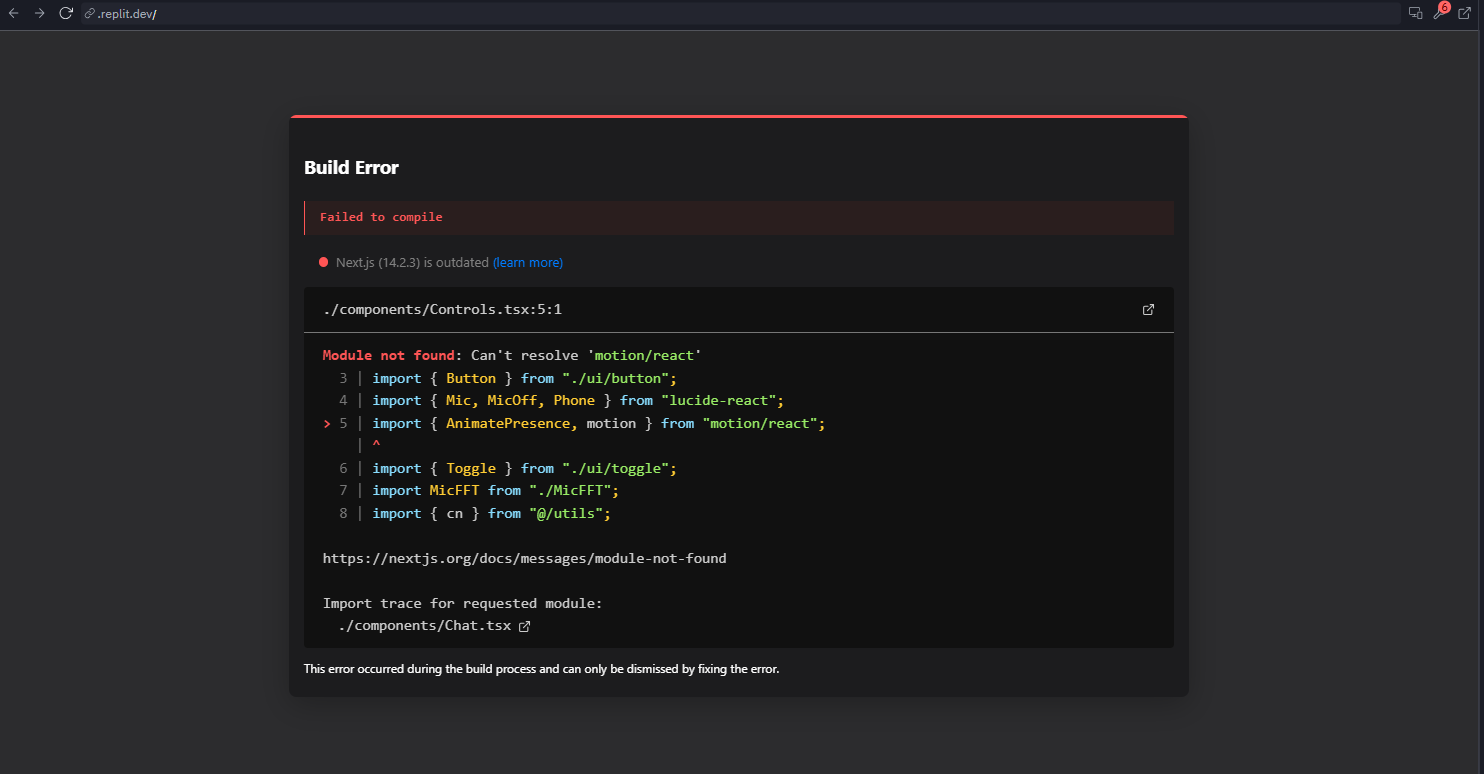 .replit.dev/
6
Build Error
Failed to compile
Next.js (14.2.3) is outdated (learn more)
./components/Controls.tsx:5:1
Module not found: Can't resolve 'motion/react'
3 | import { Button } from "./ui/button";
4 | import { Mic, MicOff, Phone } from "lucide-react";
> 5 | import { AnimatePresence, motion } from "motion/react";
| ^
6 | import { Toggle } from "./ui/toggle";
7 | import MicFFT from "./MicFFT";
8 | import { cn } from "@/utils";
https://nextjs.org/docs/messages/module-not-found
Import trace for requested module:
./components/Chat.tsx
This error occurred during the build process and can only be dismissed by fixing the error.